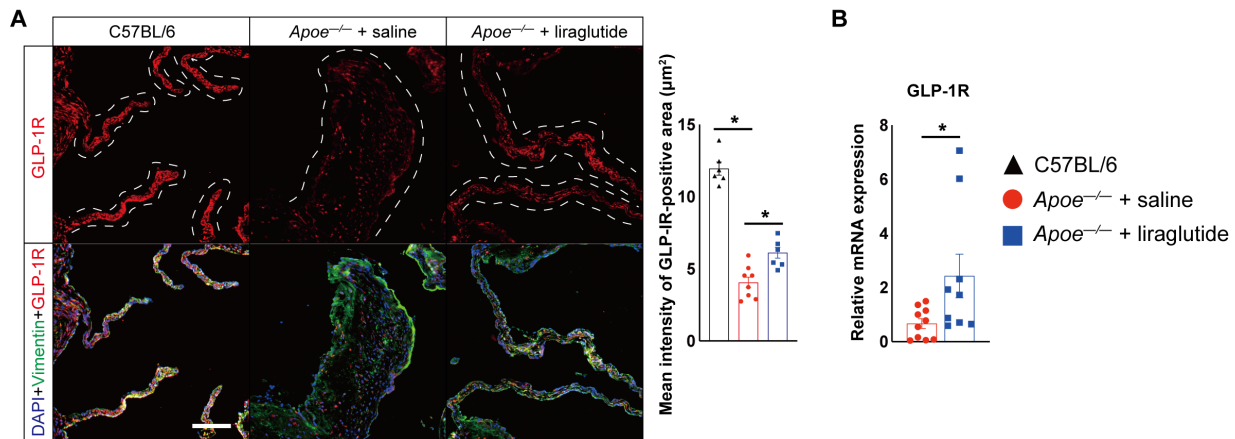 A
C57BL/6
Apoe–/– + saline
Apoe–/– + liraglutide
GLP-1R
DAPI+Vimentin+GLP-1R
Mean intensity of GLP-IR-positive area (μm²)
15
10
5
0
*
*
B
GLP-1R
Relative mRNA expression
8
6
4
2
0
*
C57BL/6
Apoe–/– + saline
Apoe–/– + liraglutide